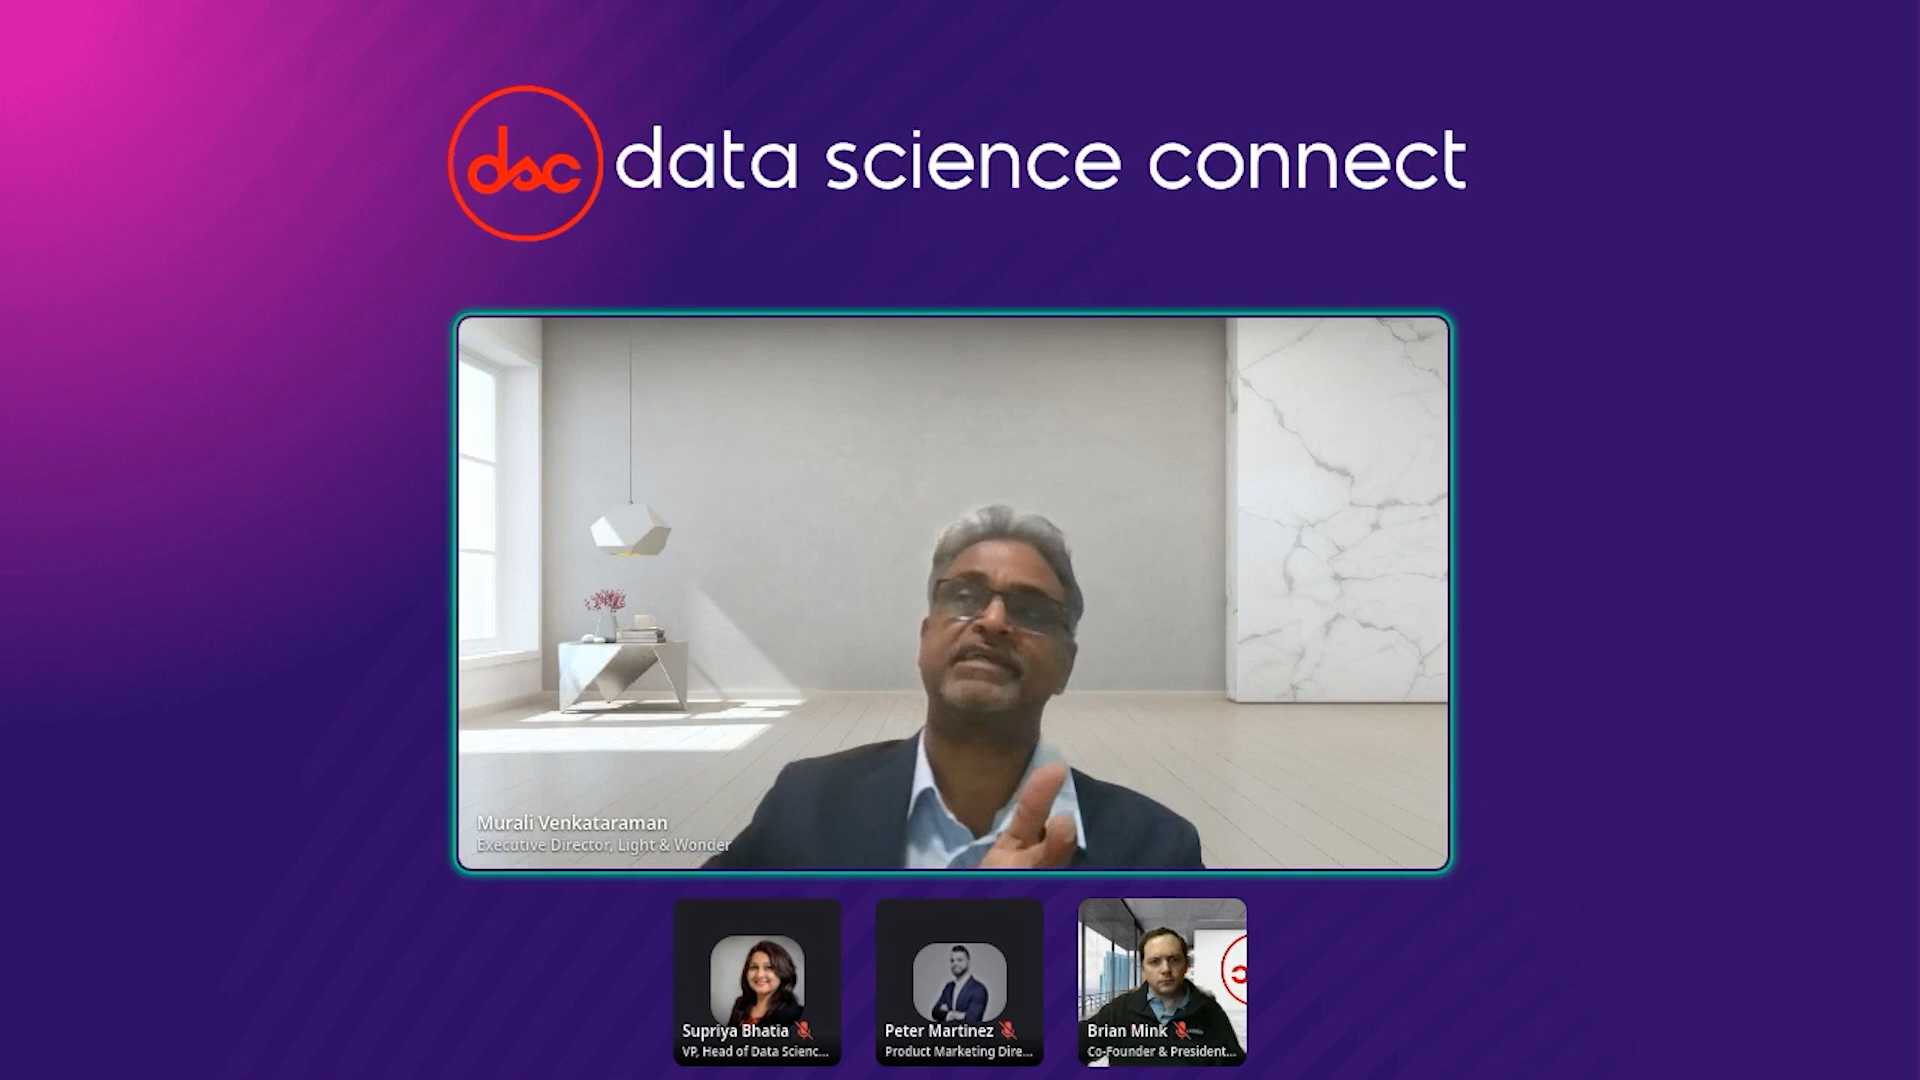 dsc data science connect
Murali Venkataraman
Executive Director, Light & Wonder
Supriya Bhatia
VP, Head of Data Scienc...
Peter Martinez
Product Marketing Dire...
Brian Mink
Co-Founder & President...